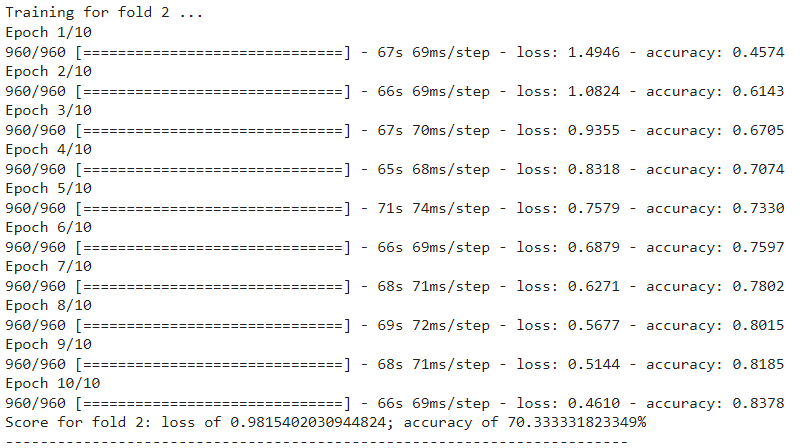 Training for fold 2 ...
Epoch 1/10
960/960 [==============================] - 67s 69ms/step - loss: 1.4946 - accuracy: 0.4574
Epoch 2/10
960/960 [==============================] - 66s 69ms/step - loss: 1.0824 - accuracy: 0.6143
Epoch 3/10
960/960 [==============================] - 67s 70ms/step - loss: 0.9355 - accuracy: 0.6705
Epoch 4/10
960/960 [==============================] - 65s 68ms/step - loss: 0.8318 - accuracy: 0.7074
Epoch 5/10
960/960 [==============================] - 71s 74ms/step - loss: 0.7579 - accuracy: 0.7330
Epoch 6/10
960/960 [==============================] - 66s 69ms/step - loss: 0.6879 - accuracy: 0.7597
Epoch 7/10
960/960 [==============================] - 68s 71ms/step - loss: 0.6271 - accuracy: 0.7802
Epoch 8/10
960/960 [==============================] - 69s 72ms/step - loss: 0.5677 - accuracy: 0.8015
Epoch 9/10
960/960 [==============================] - 68s 71ms/step - loss: 0.5144 - accuracy: 0.8185
Epoch 10/10
960/960 [==============================] - 66s 69ms/step - loss: 0.4610 - accuracy: 0.8378
Score for fold 2: loss of 0.9815402030944824; accuracy of 70.333331823349%
------------------------------------------------------------------------